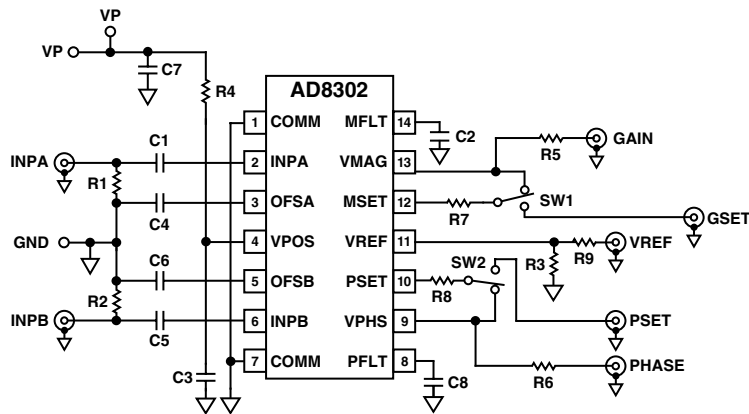 VP
VP
C7
R4
AD8302
1 COMM MFLT 14
C2
GAIN
R5
INPA
C1
R1
2 INPA VMAG 13
C4
3 OFSA MSET 12
R7
SW1
GSET
GND
4 VPOS VREF 11
R3
R9
VREF
C6
5 OFSB PSET 10
R8
SW2
R2
INPB
C5
6 INPB VPHS 9
PSET
C3
7 COMM PFLT 8
C8
R6
PHASE